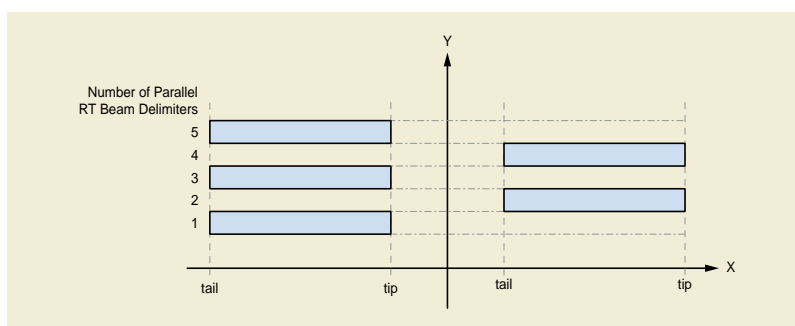 Y
Number of Parallel
RT Beam Delimiters
5
4
3
2
1
X
tail
tip
tail
tip